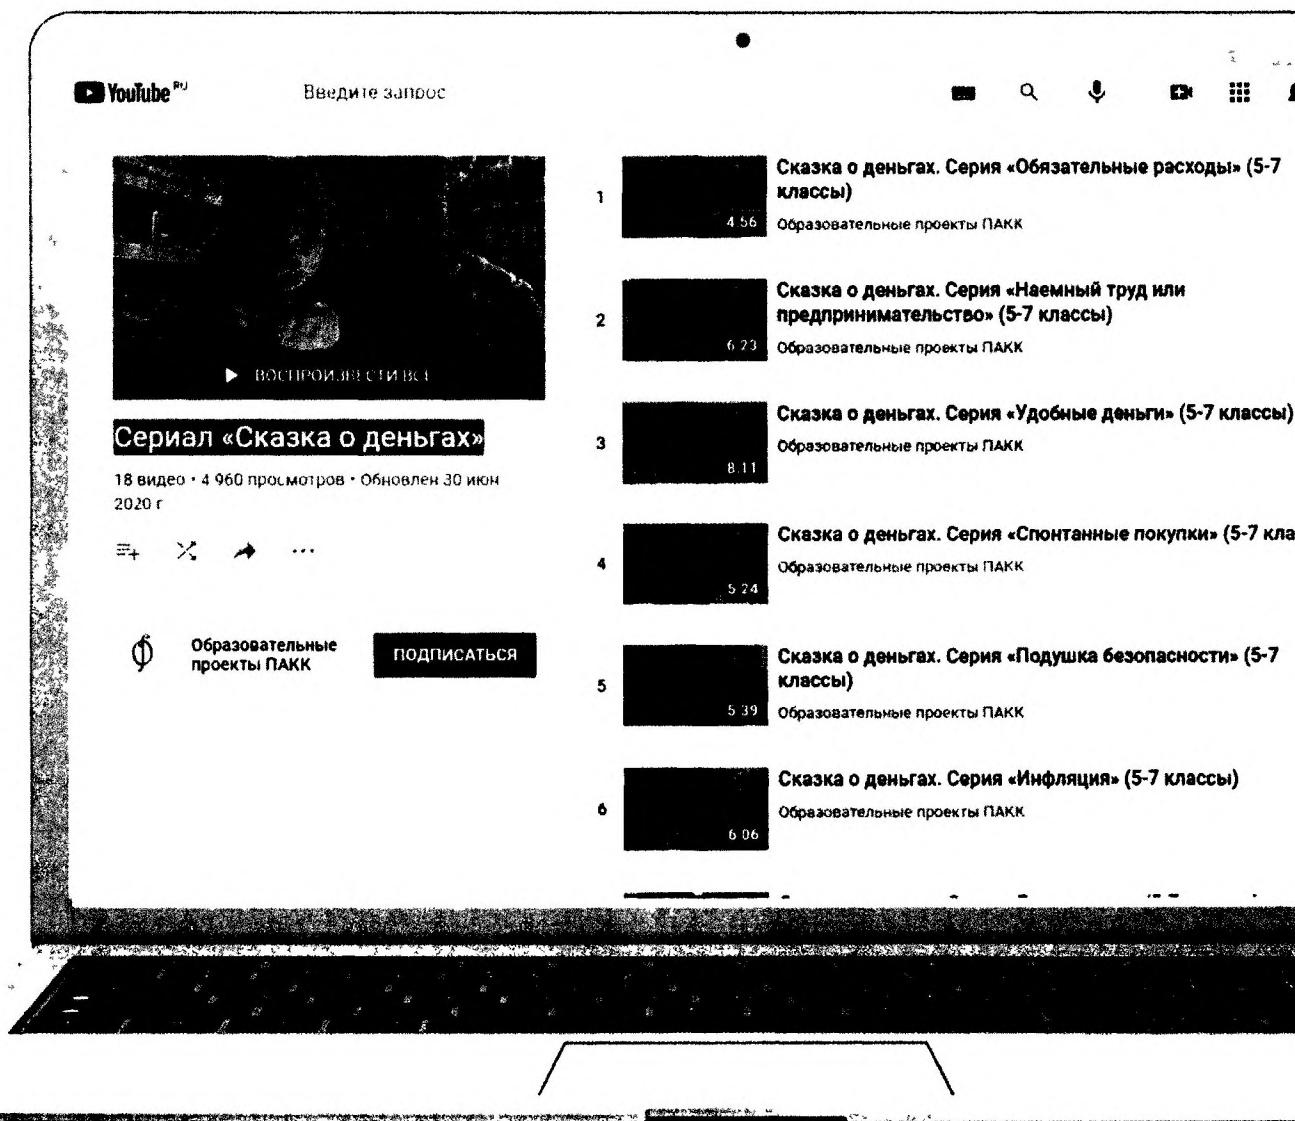 YouTube RU
Введите запрос
ВОСПРОИЗВЕСТИ ВСЕ
Сериал «Сказка о деньгах»
18 видео • 4 960 просмотров • Обновлен 30 июн
2020 г
Образовательные
проекты ПАКК
ПОДПИСАТЬСЯ
1
4:56
Сказка о деньгах. Серия «Обязательные расходы» (5-7
классы)
Образовательные проекты ПАКК
2
6:23
Сказка о деньгах. Серия «Наемный труд или
предпринимательство» (5-7 классы)
Образовательные проекты ПАКК
3
8:11
Сказка о деньгах. Серия «Удобные деньги» (5-7 классы)
Образовательные проекты ПАКК
4
5:24
Сказка о деньгах. Серия «Спонтанные покупки» (5-7 кла
Образовательные проекты ПАКК
5
5:39
Сказка о деньгах. Серия «Подушка безопасности» (5-7
классы)
Образовательные проекты ПАКК
6
6:06
Сказка о деньгах. Серия «Инфляция» (5-7 классы)
Образовательные проекты ПАКК